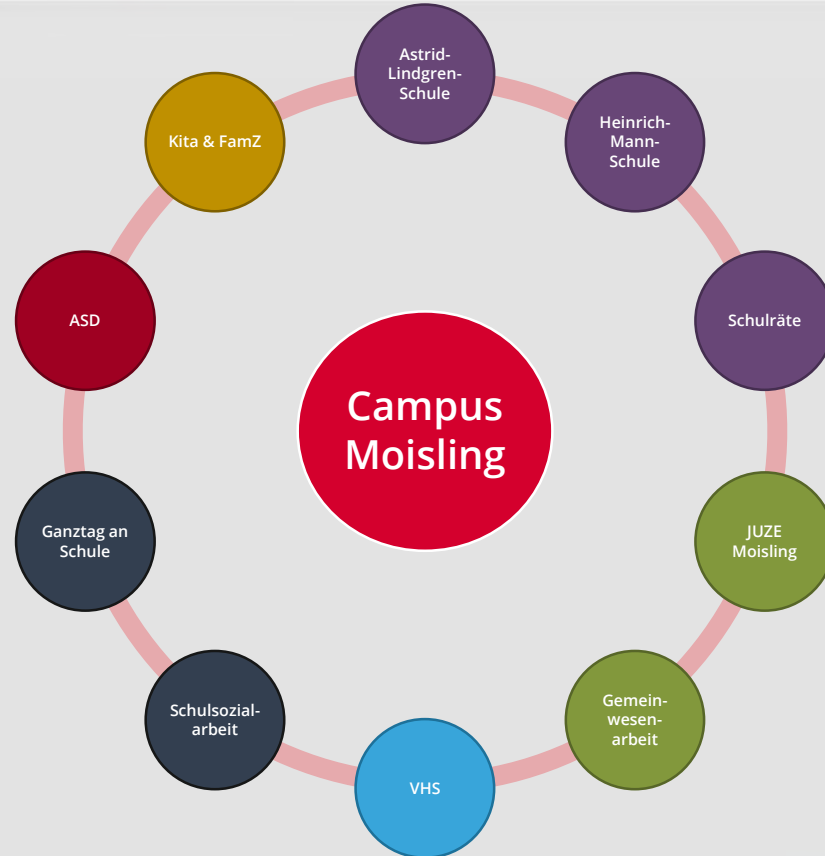 Astrid-
Lindgren-
Schule
Heinrich-
Mann-
Schule
Schulräte
JUZE
Moisling
Gemein-
wesen-
arbeit
VHS
Schulsozial-
arbeit
Ganztag an
Schule
ASD
Kita & FamZ
Campus
Moisling